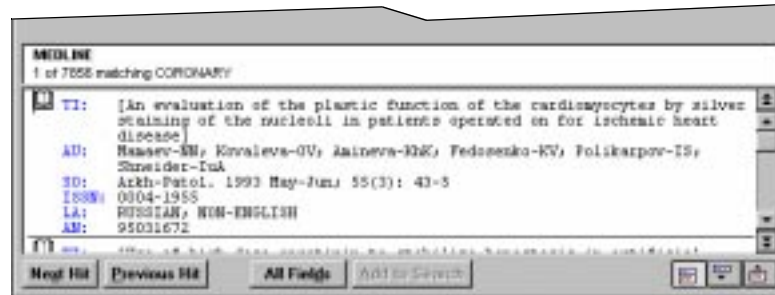 MEDLINE
1 of 7858 matching CORONARY
TI: [An evaluation of the plastic function of the cardiomyocytes by silver
staining of the nucleoli in patients operated on for ischemic heart
disease]
AU: Mamaev-NN; Kovaleva-OV; Amineva-KhK; Fedosenko-KV; Polikarpov-IS;
Shneider-IuA
SO: Arkh-Patol. 1993 May-Jun; 55(3): 43-5
ISSN: 0004-1955
LA: RUSSIAN; NON-ENGLISH
AN: 95031672
Next Hit Previous Hit All Fields Add to Search